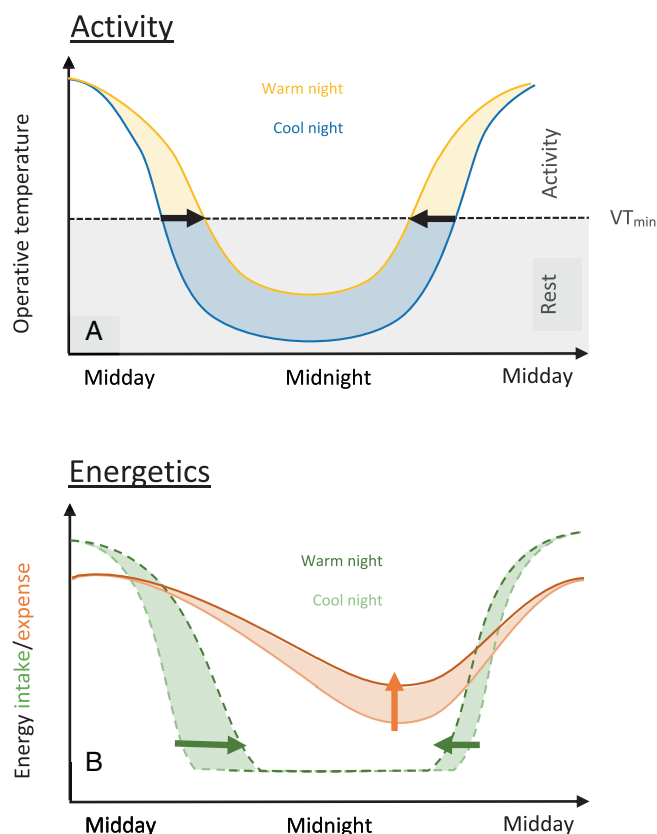 Activity
Operative temperature
Warm night
Cool night
Activity
VTmin
Rest
A
Midday
Midnight
Midday
Energetics
Energy intake/expense
Warm night
Cool night
B
Midday
Midnight
Midday